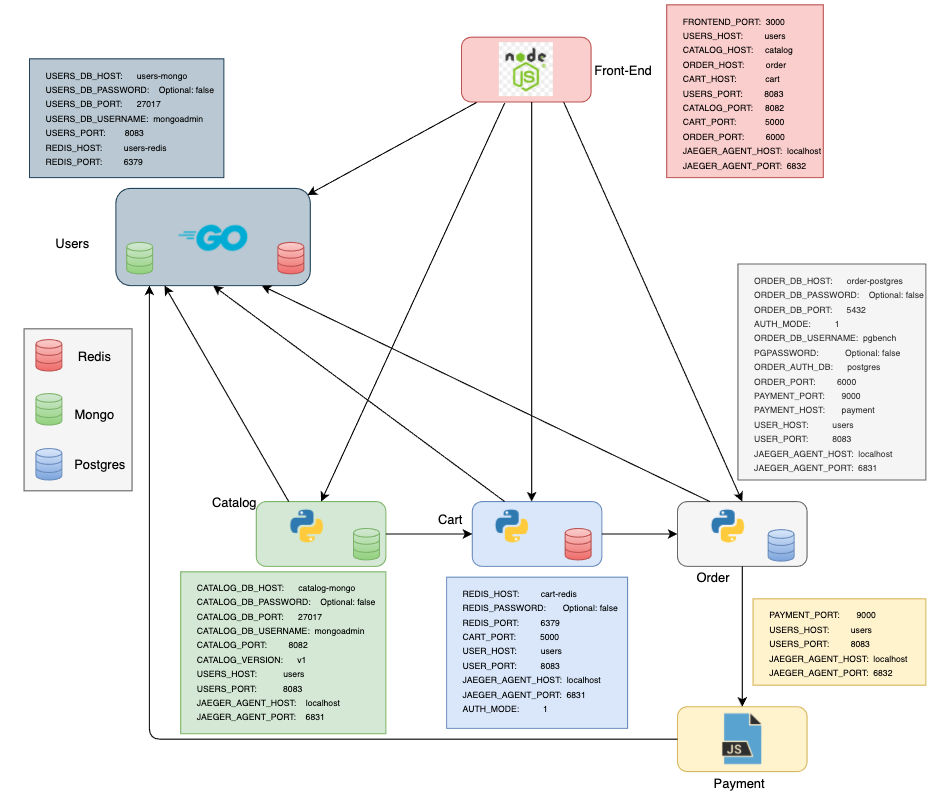 FRONTEND_PORT: 3000
USERS_HOST: users
CATALOG_HOST: catalog
ORDER_HOST: order
CART_HOST: cart
USERS_PORT: 8083
CATALOG_PORT: 8082
CART_PORT: 5000
ORDER_PORT: 6000
JAEGER_AGENT_HOST: localhost
JAEGER_AGENT_PORT: 6832
node
JS
Front-End
USERS_DB_HOST: users-mongo
USERS_DB_PASSWORD: Optional: false
USERS_DB_PORT: 27017
USERS_DB_USERNAME: mongoadmin
USERS_PORT: 8083
REDIS_HOST: users-redis
REDIS_PORT: 6379
Users
GO
Redis
Mongo
Postgres
ORDER_DB_HOST: order-postgres
ORDER_DB_PASSWORD: Optional: false
ORDER_DB_PORT: 5432
AUTH_MODE: 1
ORDER_DB_USERNAME: pgbench
PGPASSWORD: Optional: false
ORDER_AUTH_DB: postgres
ORDER_PORT: 6000
PAYMENT_PORT: 9000
PAYMENT_HOST: payment
USER_HOST: users
USER_PORT: 8083
JAEGER_AGENT_HOST: localhost
JAEGER_AGENT_PORT: 6831
Catalog
Cart
Order
CATALOG_DB_HOST: catalog-mongo
CATALOG_DB_PASSWORD: Optional: false
CATALOG_DB_PORT: 27017
CATALOG_DB_USERNAME: mongoadmin
CATALOG_PORT: 8082
CATALOG_VERSION: v1
USERS_HOST: users
USERS_PORT: 8083
JAEGER_AGENT_HOST: localhost
JAEGER_AGENT_PORT: 6831
REDIS_HOST: cart-redis
REDIS_PASSWORD: Optional: false
REDIS_PORT: 6379
CART_PORT: 5000
USER_HOST: users
USER_PORT: 8083
JAEGER_AGENT_HOST: localhost
JAEGER_AGENT_PORT: 6831
AUTH_MODE: 1
PAYMENT_PORT: 9000
USERS_HOST: users
USERS_PORT: 8083
JAEGER_AGENT_HOST: localhost
JAEGER_AGENT_PORT: 6832
JS
Payment